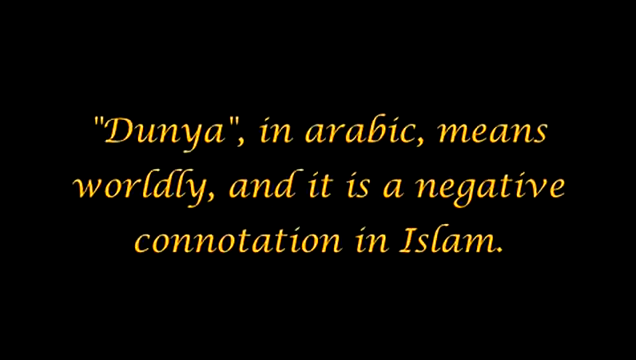 "Dunya", in arabic, means
worldly, and it is a negative
connotation in Islam.